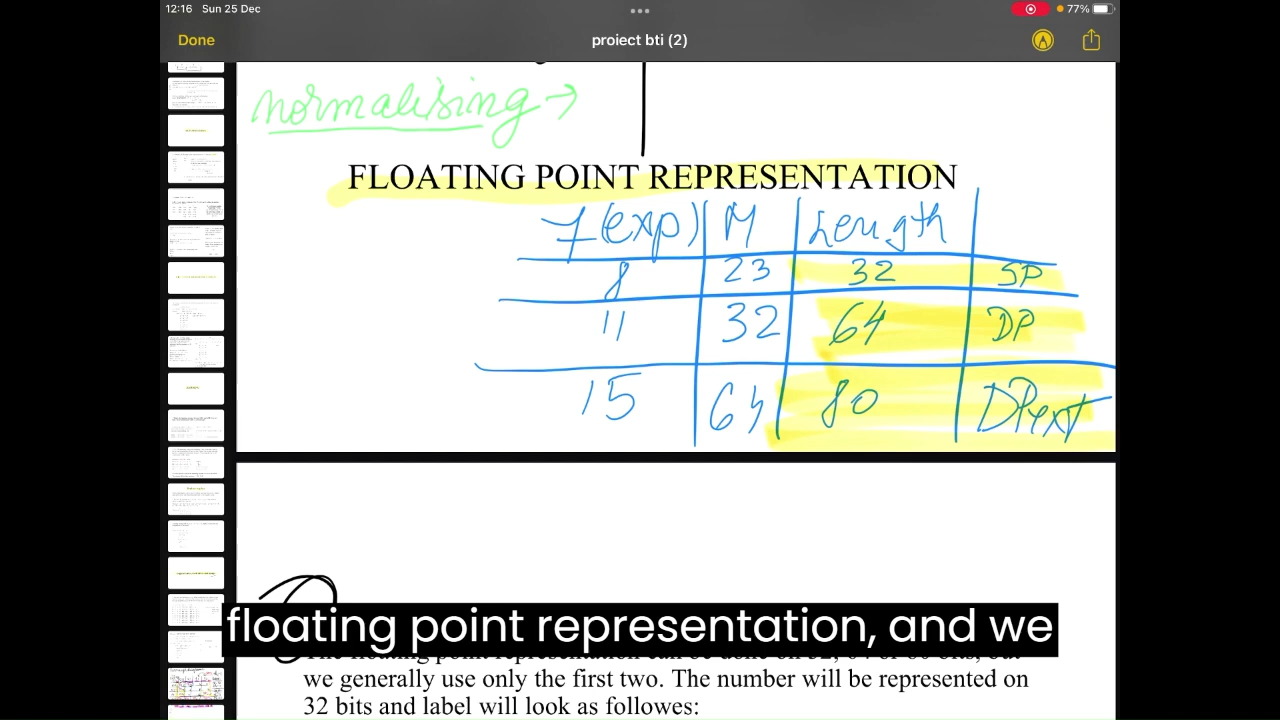 12:16 Sun 25 Dec
77%
Done
proiect bti (2)
normalising →
FLOATING POINT REPRESENTATION
(exp) M Length
8 23 32 SP
32 64 DP
15 64 80 DPext
floating point representation, and we
we generally use only the first two. The number will be represented on
32 bits and label will look as followes: